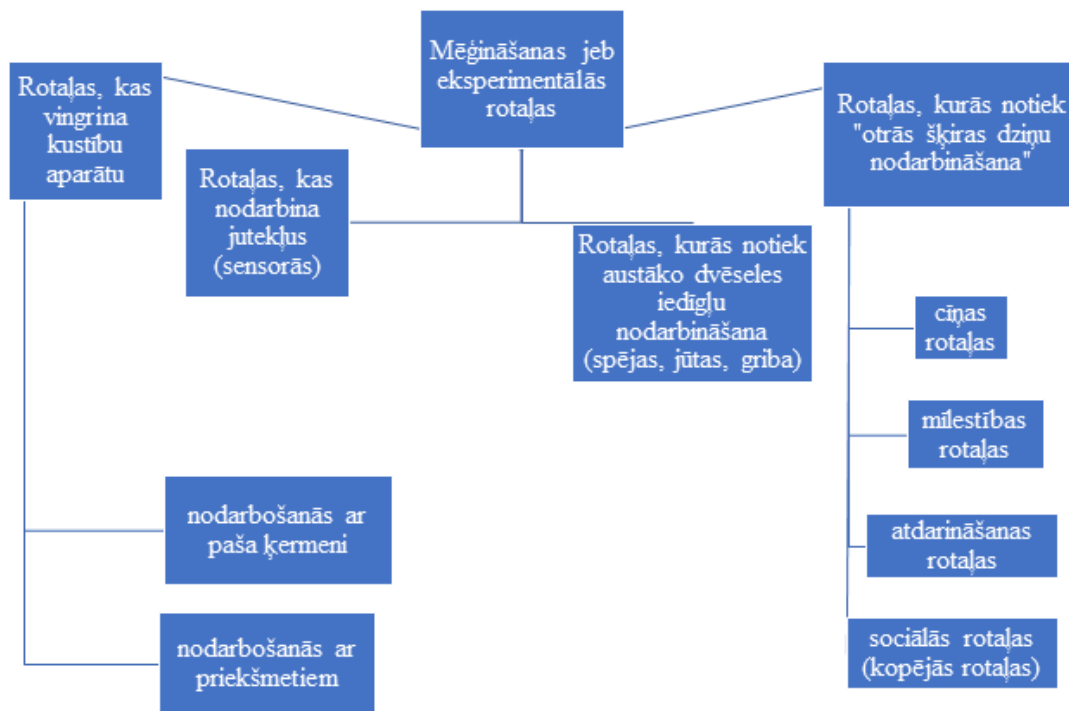 Mēģināšanas jeb
eksperimentālās
rotaļas
Rotaļas, kas
vingrina
kustību
aparātu
Rotaļas, kurās notiek
"otrās šķiras dziņu
nodarbināšana"
Rotaļas, kas
nodarbina
jutekļus
(sensorās)
Rotaļas, kurās notiek
austāko dvēseles
iedīgļu
nodarbināšana
(spējas, jūtas, griba)
cīņas
rotaļas
mīlestības
rotaļas
nodarbošanās ar
paša ķermeni
atdarināšanas
rotaļas
nodarbošanās ar
priekšmetiem
sociālās rotaļas
(kopējās rotaļas)